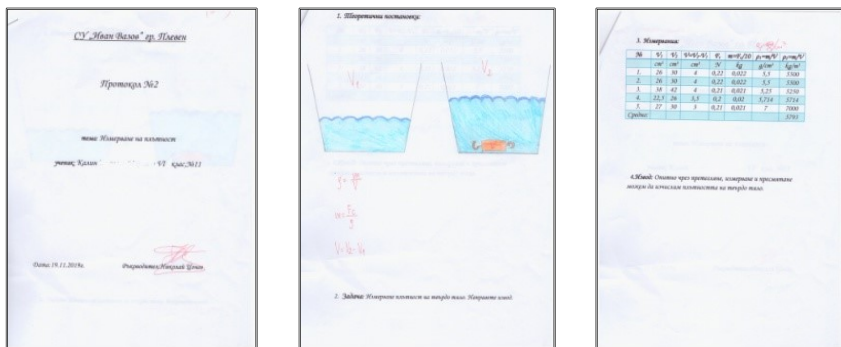 СУ „Иван Вазов" гр. Плевен
Протокол №2
тема: Измерване на плътност
ученик: Калин VI клас, №11
Дата: 19.11.2019г.
Ръководител: Николай Цонов
1. Теоретична постановка:
V₁
V₂
ρ = m/V
V = V₂ - V₁
2. Задача: Измерване плътност на твърдо тяло. Направете извод.
3. Измервания:
№ V₁ V₂ V=V₂-V₁ F₁ m=F₁/10 ρ₁=m/V ρ₂=m/V
cm³ cm³ cm³ N kg g/cm³ kg/m³
1. 26 30 4 0,22 0,022 5,5 5500
2. 26 30 4 0,22 0,022 5,5 5500
3. 38 42 4 0,21 0,021 5,25 5250
4. 22,5 26 3,5 0,2 0,02 5,714 5714
5. 27 30 3 0,21 0,021 7 7000
Средно: 5793
4.Извод: Опитно чрез претегляне, измерване и пресмятане
можем да изчислим плътността на твърдо тяло.